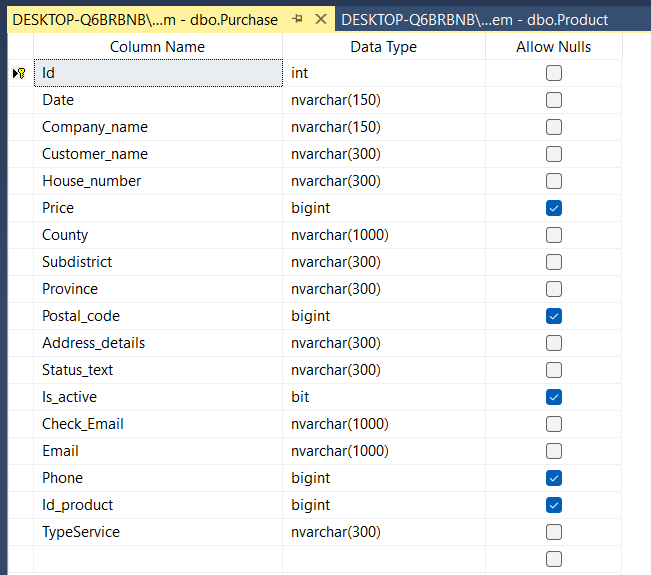 DESKTOP-Q6BRBNB\...m - dbo.Purchase DESKTOP-Q6BRBNB\...em - dbo.Product
Column Name Data Type Allow Nulls
Id int
Date nvarchar(150)
Company_name nvarchar(150)
Customer_name nvarchar(300)
House_number nvarchar(300)
Price bigint
County nvarchar(1000)
Subdistrict nvarchar(300)
Province nvarchar(300)
Postal_code bigint
Address_details nvarchar(300)
Status_text nvarchar(300)
Is_active bit
Check_Email nvarchar(1000)
Email nvarchar(1000)
Phone bigint
Id_product bigint
TypeService nvarchar(300)